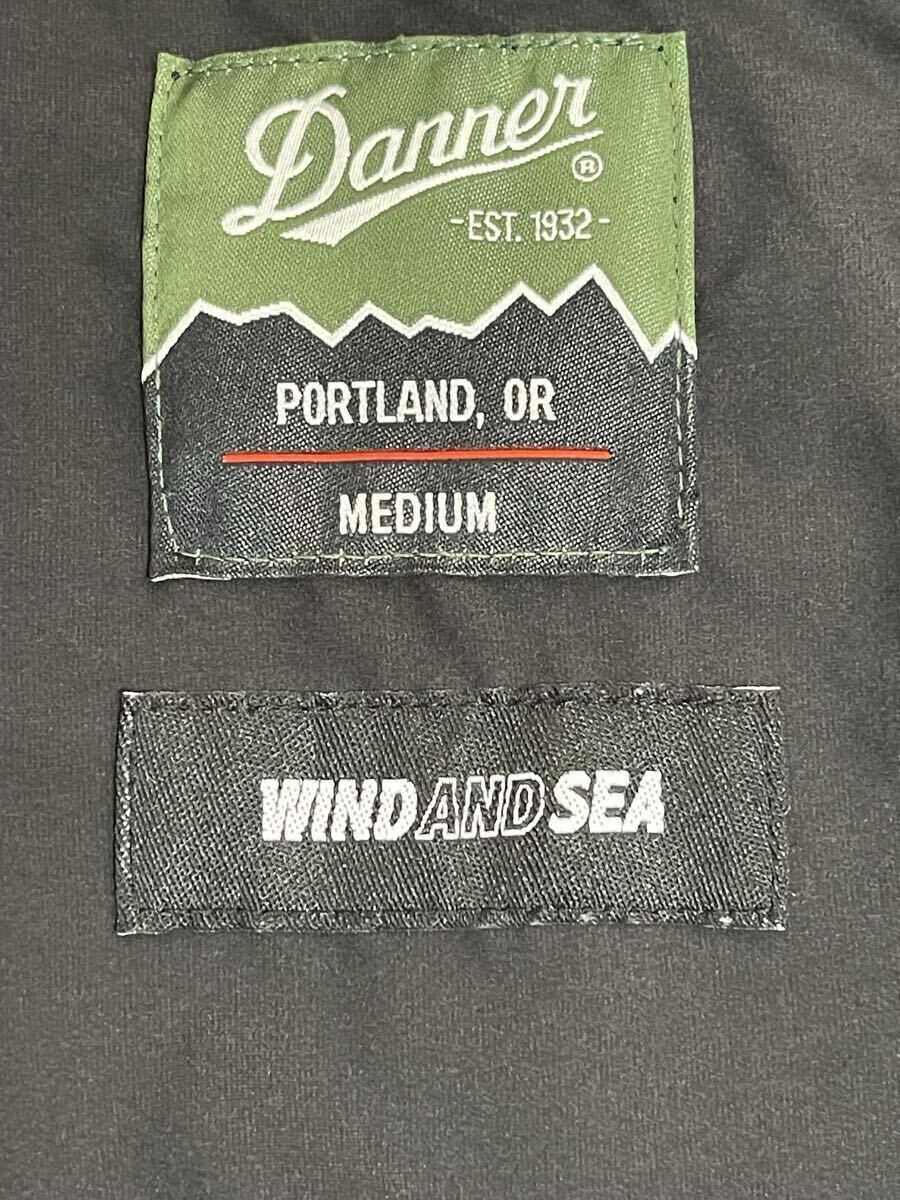 Danner®
-EST. 1932-
PORTLAND, OR
MEDIUM
WINDANDSEA